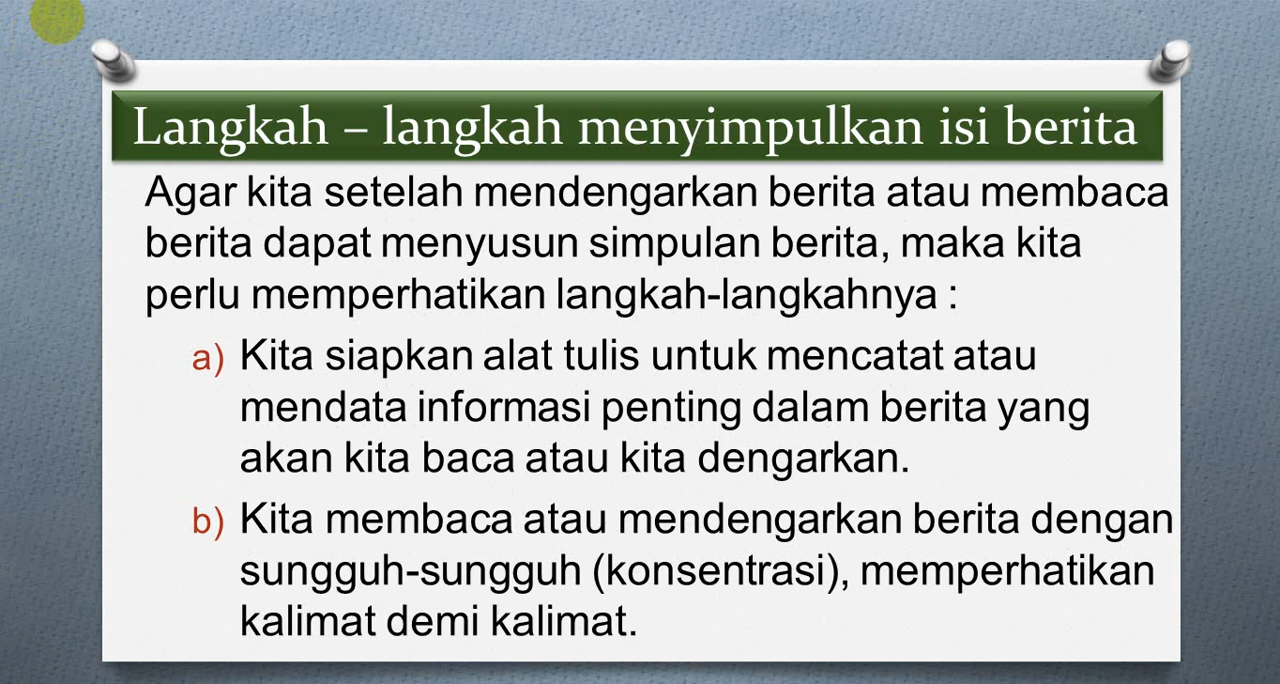 Langkah – langkah menyimpulkan isi berita
Agar kita setelah mendengarkan berita atau membaca
berita dapat menyusun simpulan berita, maka kita
perlu memperhatikan langkah-langkahnya :
a) Kita siapkan alat tulis untuk mencatat atau
mendata informasi penting dalam berita yang
akan kita baca atau kita dengarkan.
b) Kita membaca atau mendengarkan berita dengan
sungguh-sungguh (konsentrasi), memperhatikan
kalimat demi kalimat.